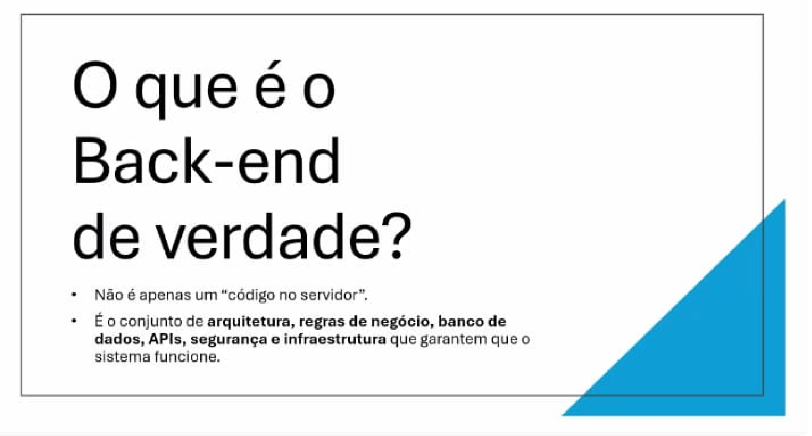 O que é o
Back-end
de verdade?
• Não é apenas um “código no servidor”.
• É o conjunto de arquitetura, regras de negócio, banco de
dados, APIs, segurança e infraestrutura que garantem que o
sistema funcione.